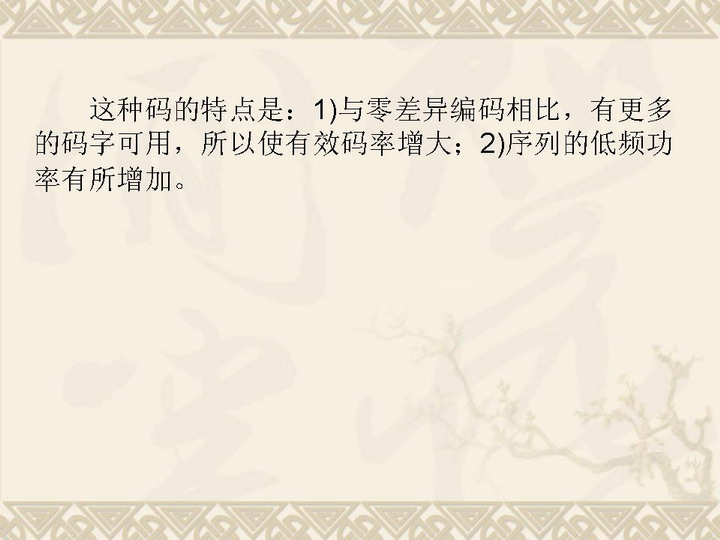 这种码的特点是：1)与零差异编码相比，有更多
的码字可用，所以使有效码率增大；2)序列的低频功
率有所增加。